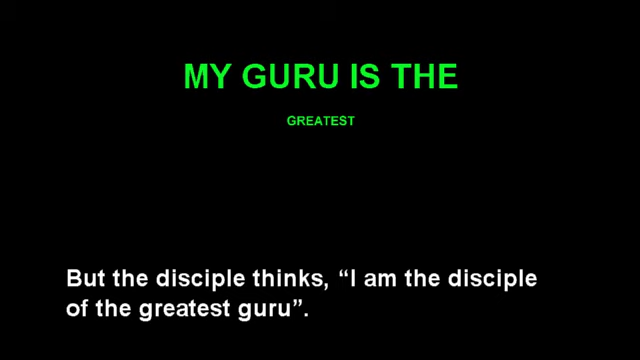 MY GURU IS THE
GREATEST
But the disciple thinks, “I am the disciple
of the greatest guru”.